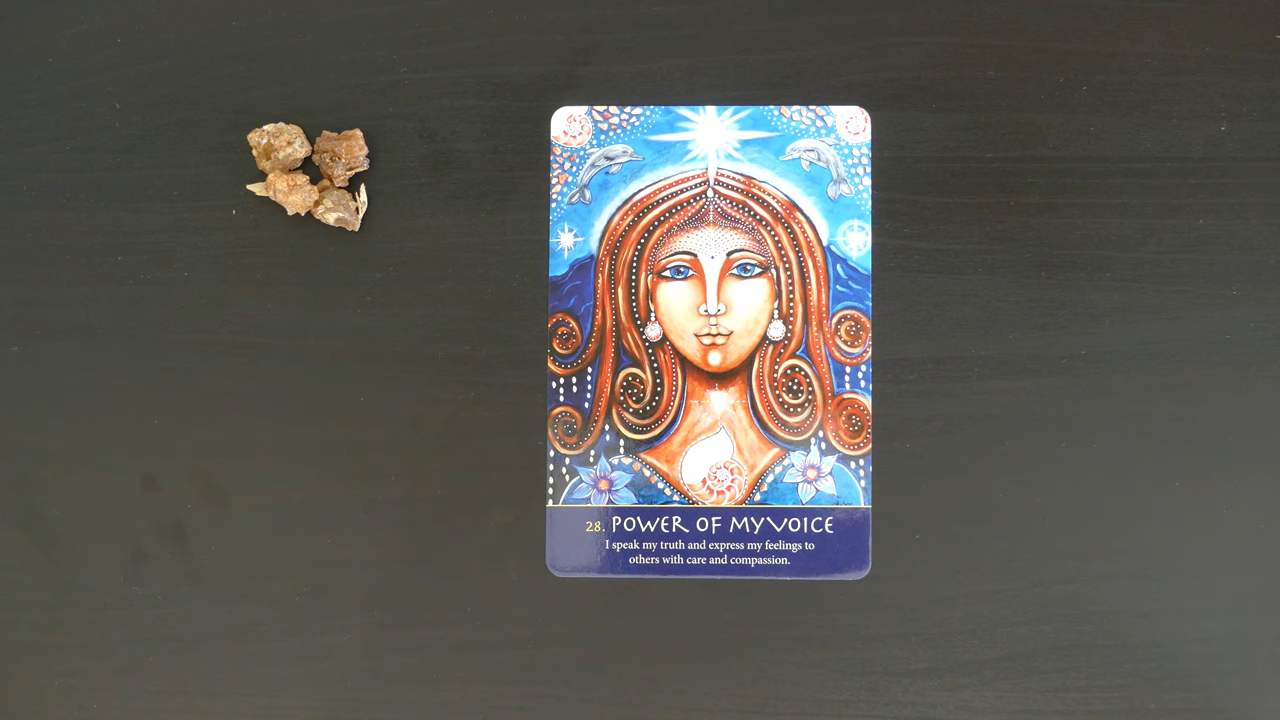 28. POWER OF MY VOICE
I speak my truth and express my feelings to
others with care and compassion.